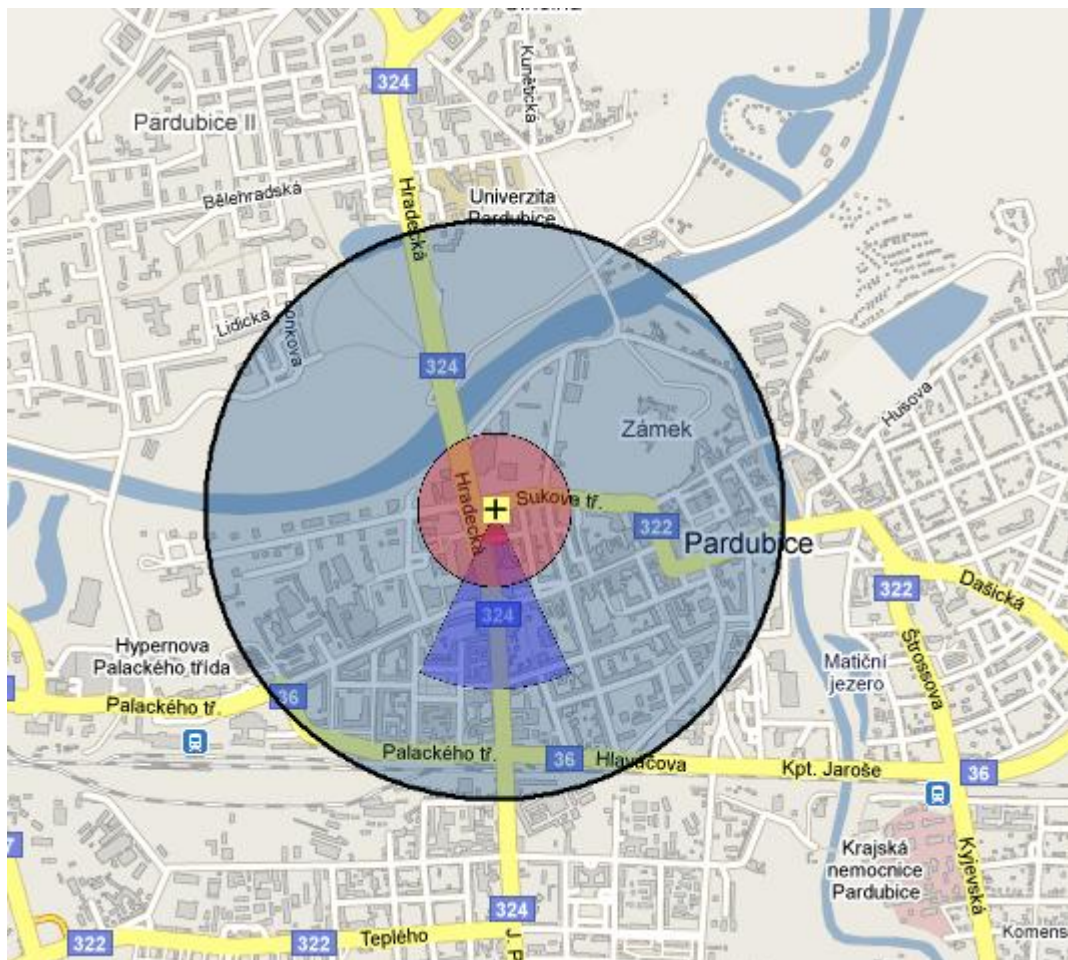 324
Kunětická
Pardubice II
Bělehradská
Hradecká
Univerzita
Pardubice
Lidická
324
Zámek
Husova
Hradecká
Sukova tř.
322
Pardubice
Dašická
322
324
Hypernova
Palackého třída
Štrossova
Matiční
jezero
36
Palackého tř.
Palackého tř.
36
Hlaváčova
Kpt. Jaroše
36
Krajská
nemocnice
Pardubice
Kyjevská
324
322
322
Teplého
J. P
Komens